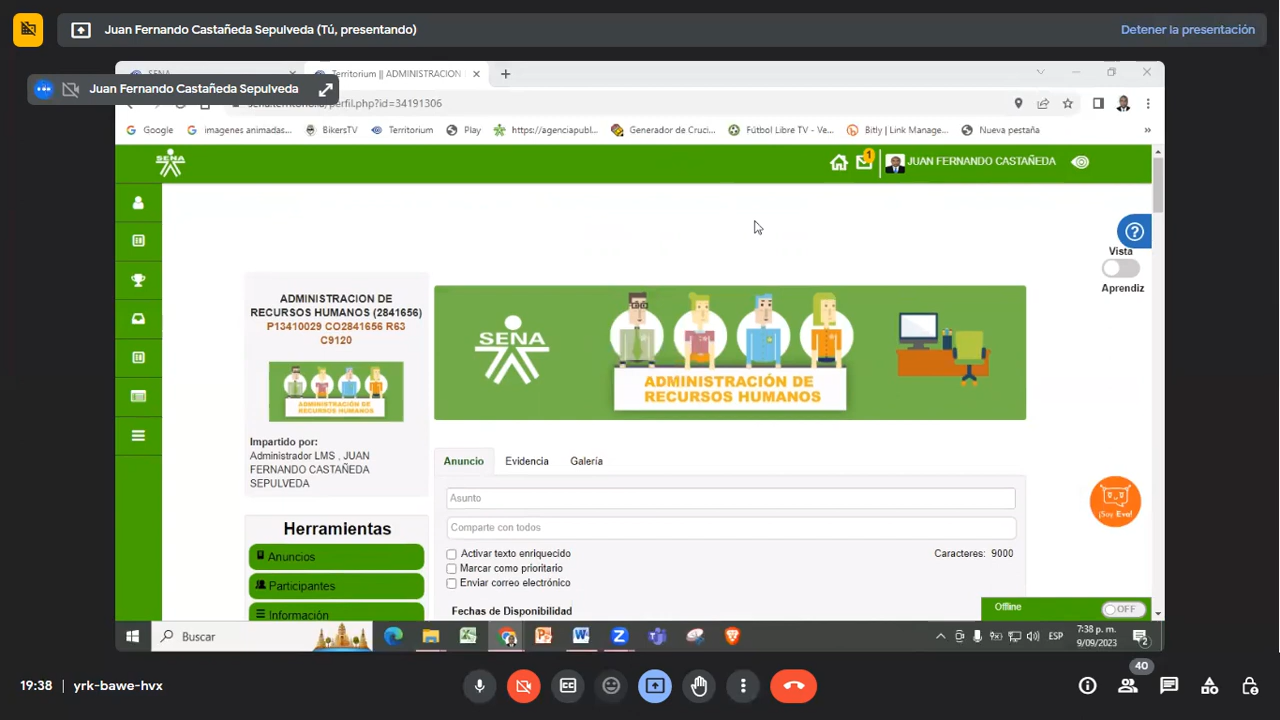 Juan Fernando Castañeda Sepulveda (Tú, presentando)
Detener la presentación
Juan Fernando Castañeda Sepulveda
Territorium || ADMINISTRACION
perfil.php?id=34191306
Google
imagenes animadas...
BikersTV
Territorium
Play
https://agenciapubl...
Generador de Cruci...
Fútbol Libre TV - Ve...
Bitly | Link Manage...
Nueva pestaña
SENA
1
JUAN FERNANDO CASTAÑEDA
Vista
Aprendiz
ADMINISTRACION DE
RECURSOS HUMANOS (2841656)
P13410029 CO2841656 R63
C9120
ADMINISTRACIÓN DE
RECURSOS HUMANOS
Impartido por:
Administrador LMS , JUAN
FERNANDO CASTAÑEDA
SEPULVEDA
Herramientas
Anuncios
Participantes
Información
SENA
ADMINISTRACIÓN DE
RECURSOS HUMANOS
Anuncio
Evidencia
Galería
Asunto
Comparte con todos
Activar texto enriquecido
Caracteres: 9000
Marcar como prioritario
Enviar correo electrónico
Fechas de Disponibilidad
¡Soy Eva!
Offline
OFF
Buscar
ESP
7:38 p. m.
9/09/2023
2
19:38
yrk-bawe-hvx
40